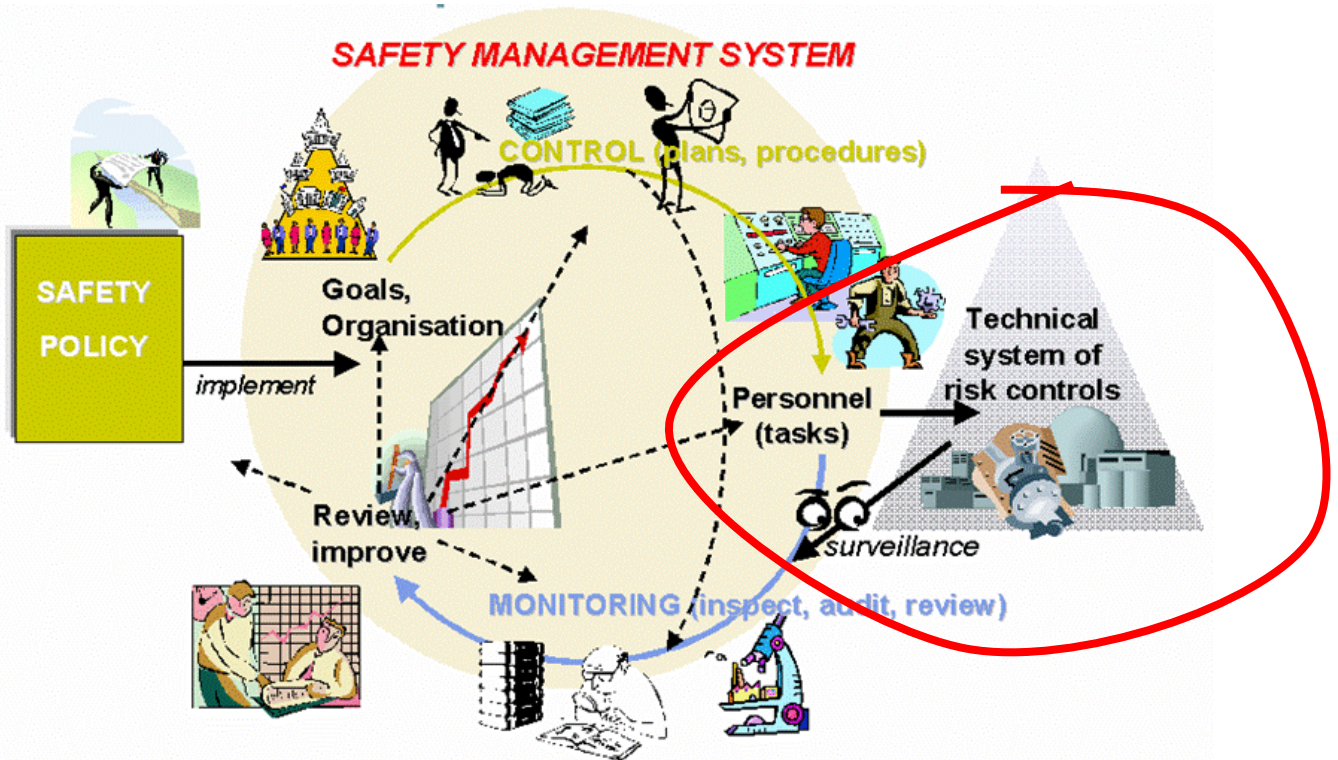 SAFETY MANAGEMENT SYSTEM
CONTROL (plans, procedures)
SAFETY
POLICY
implement
Goals,
Organisation
Technical
system of
risk controls
Personnel
(tasks)
Review,
improve
surveillance
MONITORING (inspect, audit, review)